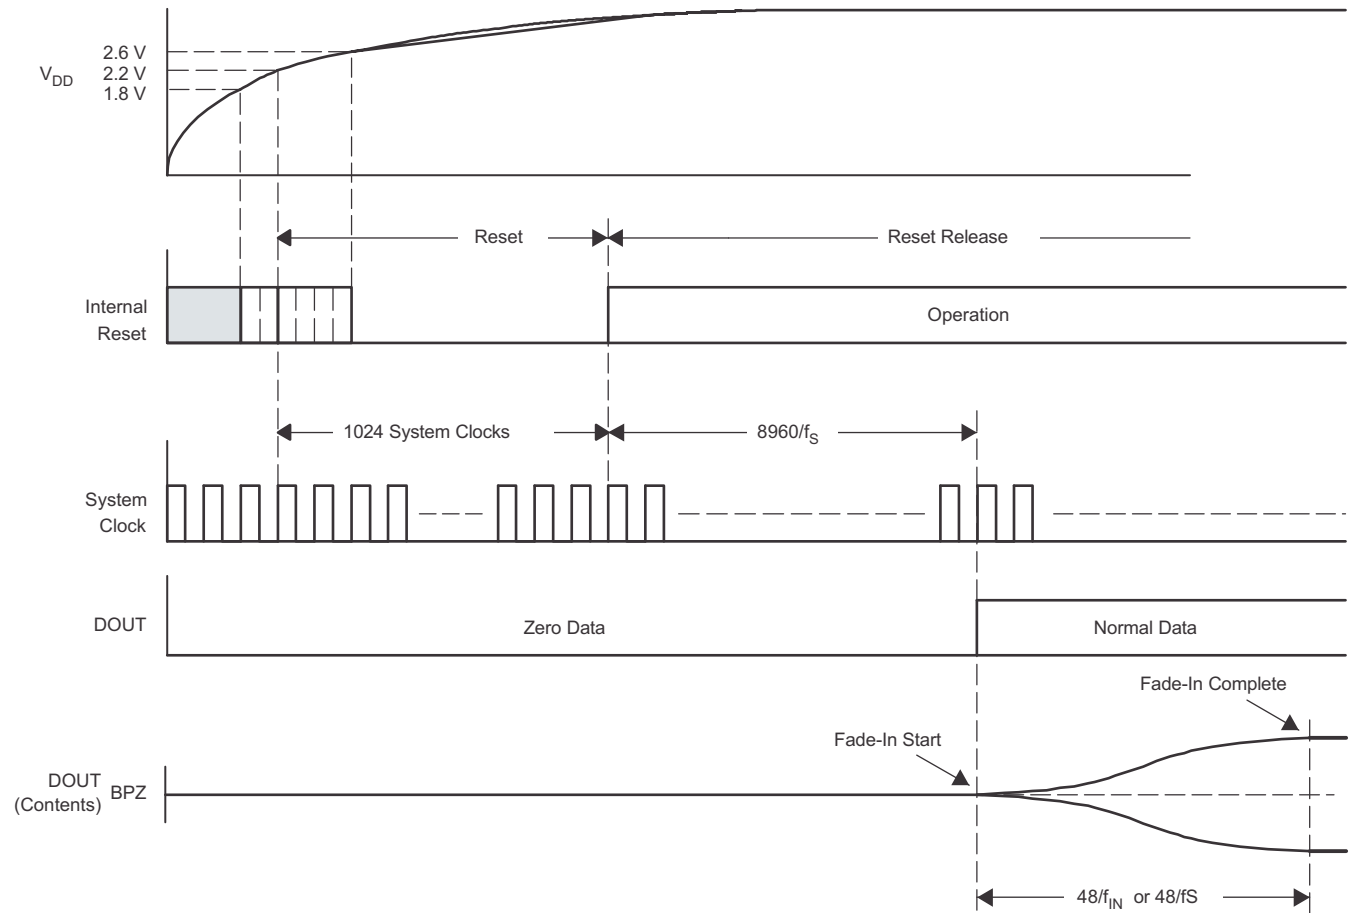 2.6 V
V_DD 2.2 V
1.8 V
Reset
Reset Release
Internal
Reset
Operation
1024 System Clocks
8960/f_S
System
Clock
DOUT
Zero Data
Normal Data
Fade-In Complete
Fade-In Start
DOUT
(Contents)
BPZ
48/f_IN or 48/fS